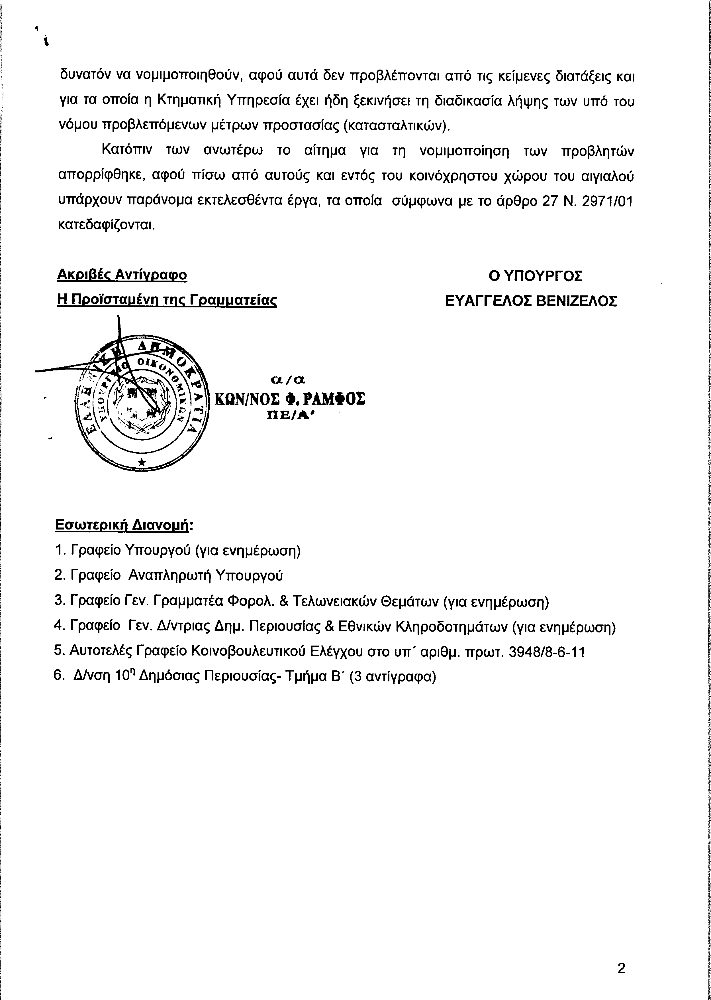 δυνατόν να νομιμοποιηθούν, αφού αυτά δεν προβλέπονται από τις κείμενες διατάξεις και
για τα οποία η Κτηματική Υπηρεσία έχει ήδη ξεκινήσει τη διαδικασία λήψης των υπό του
νόμου προβλεπόμενων μέτρων προστασίας (κατασταλτικών).
Κατόπιν των ανωτέρω το αίτημα για τη νομιμοποίηση των προβλητών
απορρίφθηκε, αφού πίσω από αυτούς και εντός του κοινόχρηστου χώρου του αιγιαλού
υπάρχουν παράνομα εκτελεσθέντα έργα, τα οποία σύμφωνα με το άρθρο 27 Ν. 2971/01
κατεδαφίζονται.
Ακριβές Αντίγραφο
Η Προϊσταμένη της Γραμματείας
Ο ΥΠΟΥΡΓΟΣ
ΕΥΑΓΓΕΛΟΣ ΒΕΝΙΖΕΛΟΣ
ΕΛΛΗΝΙΚΗ ΔΗΜΟΚΡΑΤΙΑ
ΥΠΟΥΡΓΕΙΟ ΟΙΚΟΝΟΜΙΚΩΝ
α/α
ΚΩΝ/ΝΟΣ Φ. ΡΑΜΦΟΣ
ΠΕ/Α'
Εσωτερική Διανομή:
1. Γραφείο Υπουργού (για ενημέρωση)
2. Γραφείο Αναπληρωτή Υπουργού
3. Γραφείο Γεν. Γραμματέα Φορολ. & Τελωνειακών Θεμάτων (για ενημέρωση)
4. Γραφείο Γεν. Δ/ντριας Δημ. Περιουσίας & Εθνικών Κληροδοτημάτων (για ενημέρωση)
5. Αυτοτελές Γραφείο Κοινοβουλευτικού Ελέγχου στο υπ΄ αριθμ. πρωτ. 3948/8-6-11
6. Δ/νση 10η Δημόσιας Περιουσίας- Τμήμα Β΄ (3 αντίγραφα)
2